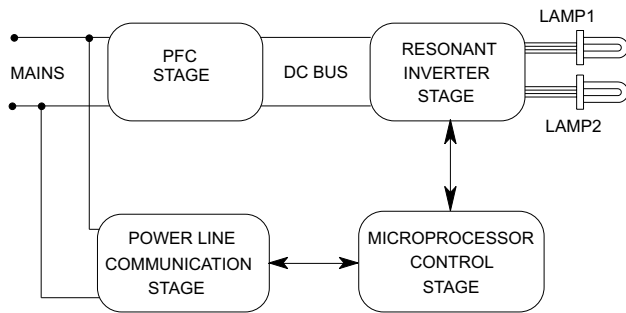 LAMP1
PFC
STAGE
RESONANT
INVERTER
STAGE
MAINS
DC BUS
LAMP2
POWER LINE
COMMUNICATION
STAGE
MICROPROCESSOR
CONTROL
STAGE